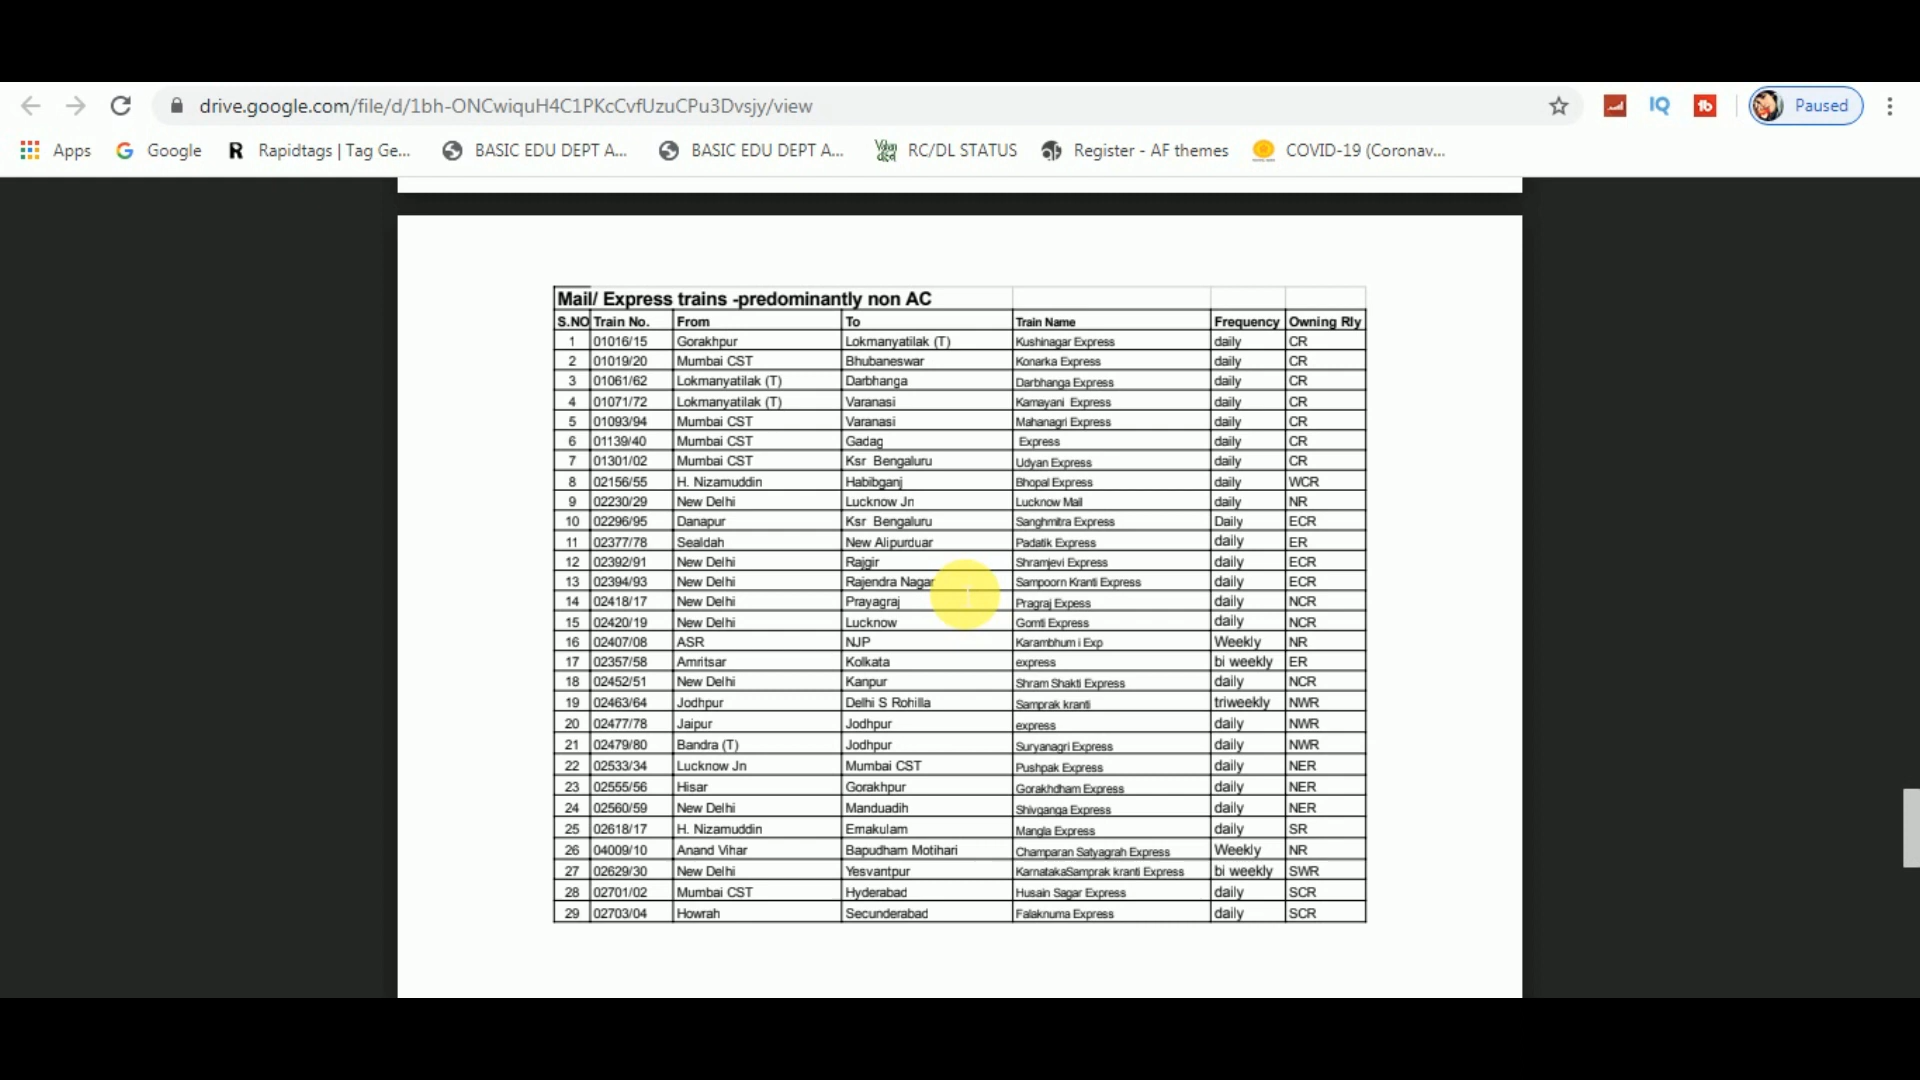 drive.google.com/file/d/1bh-ONCwiquH4C1PKcCvfUzuCPu3Dvsjy/view IQ Paused
Apps Google Rapidtags | Tag Ge... BASIC EDU DEPT A... BASIC EDU DEPT A... RC/DL STATUS Register - AF themes COVID-19 (Coronav...
Mail/ Express trains -predominantly non AC
S.NO Train No. From To Train Name Frequency Owning Rly
1 01016/15 Gorakhpur Lokmanyatilak (T) Kushinagar Express daily CR
2 01019/20 Mumbai CST Bhubaneswar Konarka Express daily CR
3 01061/62 Lokmanyatilak (T) Darbhanga Darbhanga Express daily CR
4 01071/72 Lokmanyatilak (T) Varanasi Kamayani Express daily CR
5 01093/94 Mumbai CST Varanasi Mahanagri Express daily CR
6 01139/40 Mumbai CST Gadag Express daily CR
7 01301/02 Mumbai CST Ksr Bengaluru Udyan Express daily CR
8 02156/55 H. Nizamuddin Habibganj Bhopal Express daily WCR
9 02230/29 New Delhi Lucknow Jn Lucknow Mail daily NR
10 02296/95 Danapur Ksr Bengaluru Sanghmitra Express Daily ECR
11 02377/78 Sealdah New Alipurduar Padatik Express daily ER
12 02392/91 New Delhi Rajgir Shramjevi Express daily ECR
13 02394/93 New Delhi Rajendra Nagar Sampoorn Kranti Express daily ECR
14 02418/17 New Delhi Prayagraj Pragraj Expess daily NCR
15 02420/19 New Delhi Lucknow Gomti Express daily NCR
16 02407/08 ASR NJP Karambhum i Exp Weekly NR
17 02357/58 Amritsar Kolkata express bi weekly ER
18 02452/51 New Delhi Kanpur Shram Shakti Express daily NCR
19 02463/64 Jodhpur Delhi S Rohilla Samprak kranti triweekly NWR
20 02477/78 Jaipur Jodhpur express daily NWR
21 02479/80 Bandra (T) Jodhpur Suryanagri Express daily NWR
22 02533/34 Lucknow Jn Mumbai CST Pushpak Express daily NER
23 02555/56 Hisar Gorakhpur Gorakhdham Express daily NER
24 02560/59 New Delhi Manduadih Shivganga Express daily NER
25 02618/17 H. Nizamuddin Ernakulam Mangla Express daily SR
26 04009/10 Anand Vihar Bapudham Motihari Champaran Satyagrah Express Weekly NR
27 02629/30 New Delhi Yesvantpur KarnatakaSamprak kranti Express bi weekly SWR
28 02701/02 Mumbai CST Hyderabad Husain Sagar Express daily SCR
29 02703/04 Howrah Secunderabad Falaknuma Express daily SCR